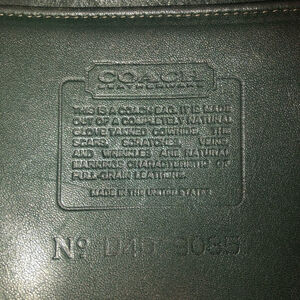 COACH
LEATHERWARE
THIS IS A COACH BAG. IT IS MADE
OUT OF A COMPLETELY NATURAL
GLOVE TANNED COWHIDE. THE
SCARS, SCRATCHES, VEINS
AND WRINKLES ARE NATURAL
MARKINGS CHARACTERISTIC OF
FULL-GRAIN LEATHERS.
MADE IN THE UNITED STATES
Nº